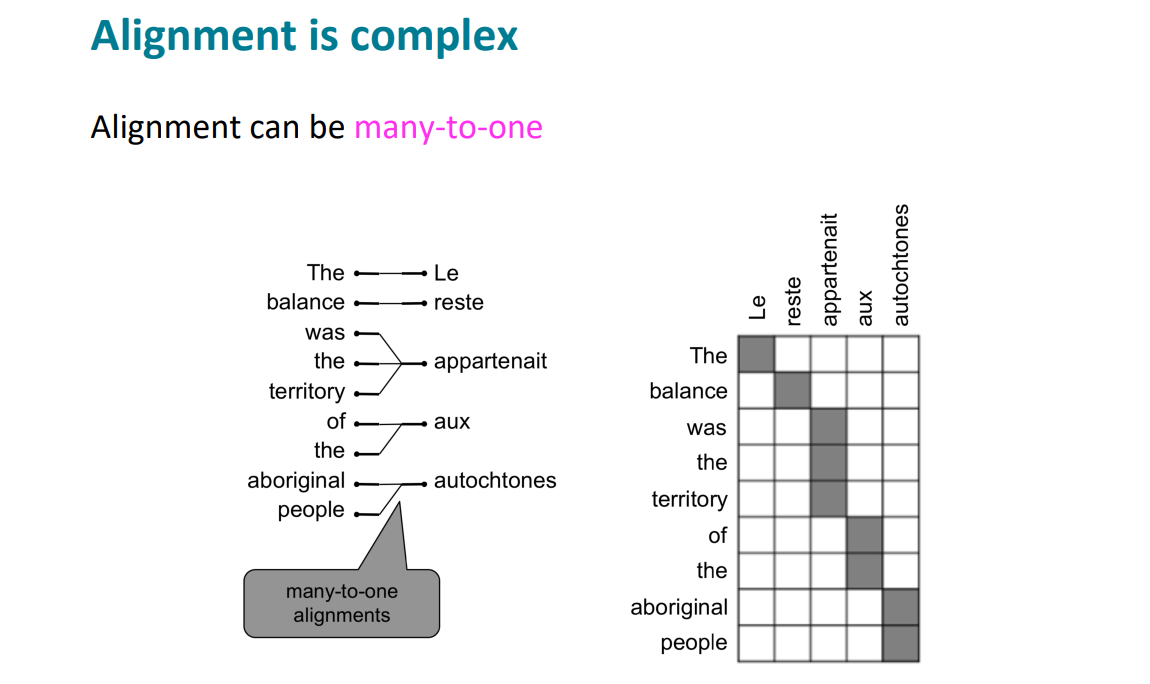 Alignment is complex
Alignment can be many-to-one
The Le
balance reste
was
the appartenait
territory
of aux
the
aboriginal autochtones
people
many-to-one
alignments
Le
reste
appartenait
aux
autochtones
The
balance
was
the
territory
of
the
aboriginal
people